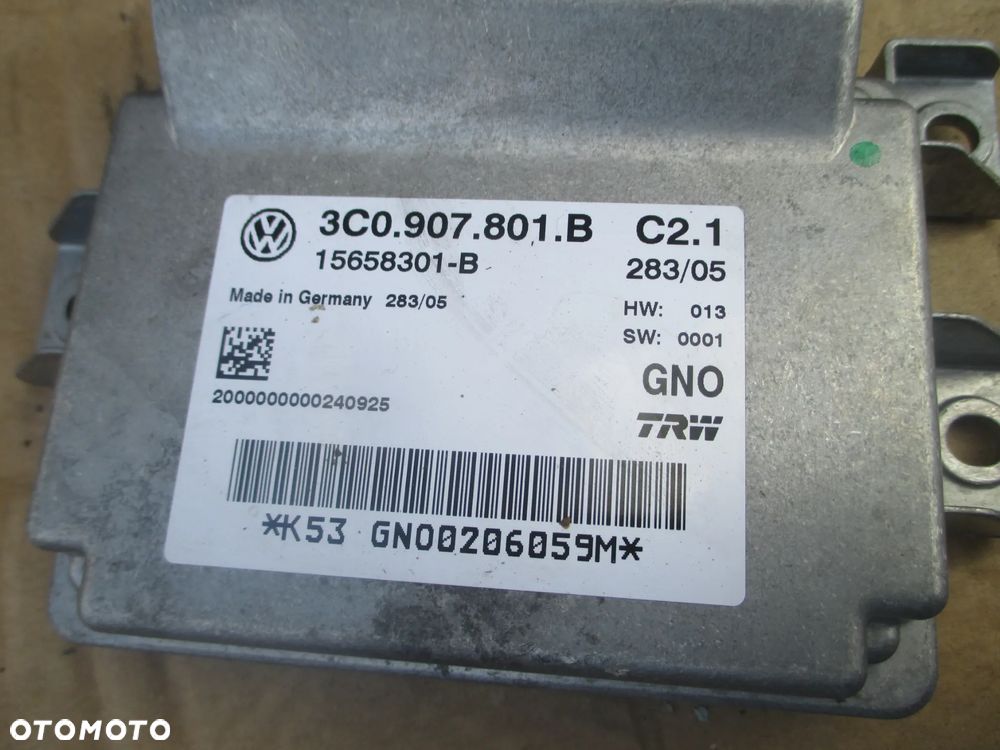 3C0.907.801.B C2.1
15658301-B 283/05
Made in Germany 283/05
HW: 013
SW: 0001
GNO
2000000000240925
TRW
*K53 GNO0206059M*
OTOMOTO